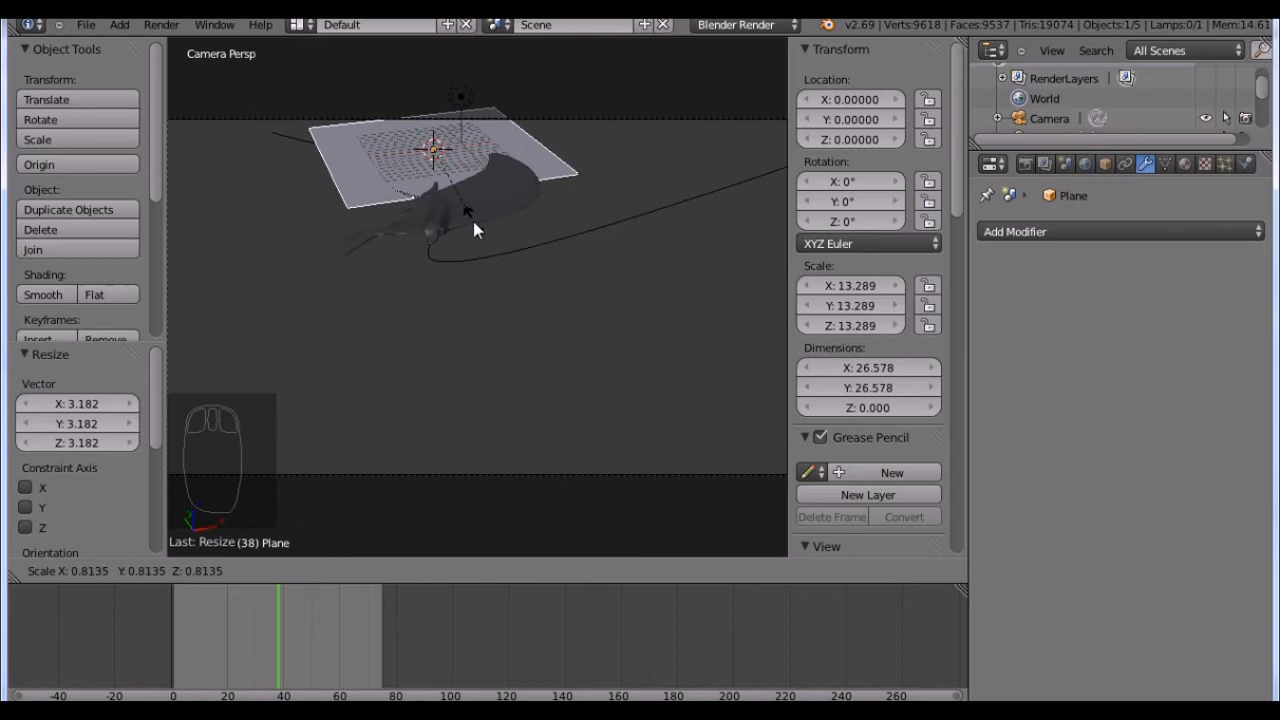 File Add Render Window Help Default Scene Blender Render v2.69 | Verts:9618 | Faces:9537 | Tris:19074 | Objects:1/5 | Lamps:0/1 | Mem:14.61
Object Tools
Transform:
Translate
Rotate
Scale
Origin
Object:
Duplicate Objects
Delete
Join
Shading:
Smooth Flat
Keyframes:
Insert Remove
Resize
Vector
X: 3.182
Y: 3.182
Z: 3.182
Constraint Axis
X
Y
Z
Orientation
Camera Persp
Last: Resize (38) Plane
Scale X: 0.8135 Y: 0.8135 Z: 0.8135
Transform
Location:
X: 0.00000
Y: 0.00000
Z: 0.00000
Rotation:
X: 0°
Y: 0°
Z: 0°
XYZ Euler
Scale:
X: 13.289
Y: 13.289
Z: 13.289
Dimensions:
X: 26.578
Y: 26.578
Z: 0.000
Grease Pencil
New
New Layer
Delete Frame Convert
View
View Search All Scenes
RenderLayers
World
Camera
Plane
Add Modifier
-40 -20 0 20 40 60 80 100 120 140 160 180 200 220 240 260